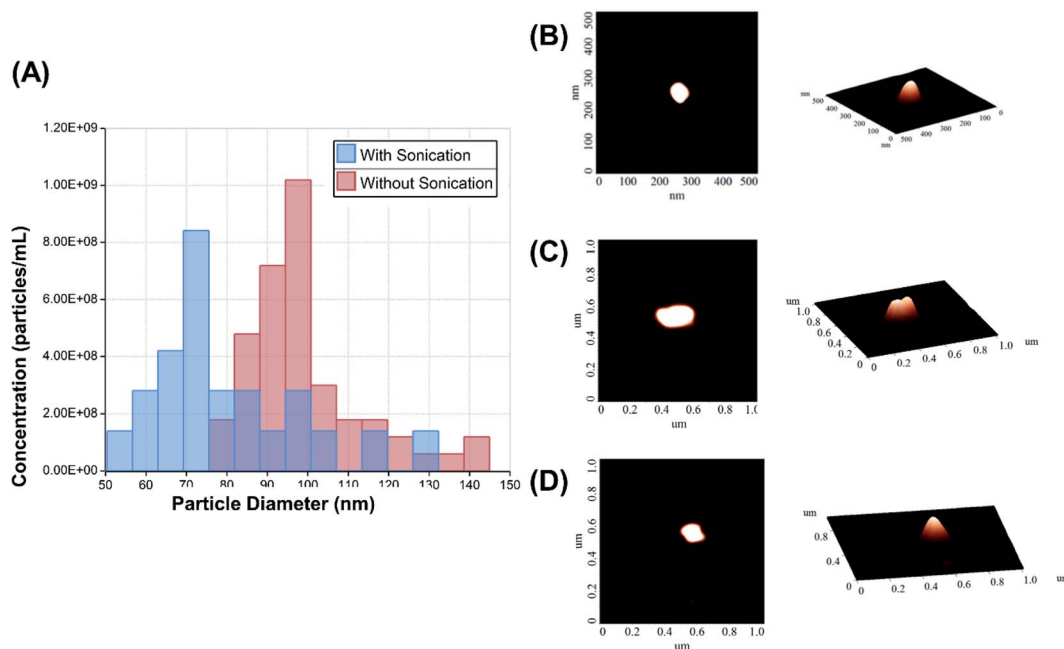 (A)
1.20E+09
1.00E+09
8.00E+08
6.00E+08
4.00E+08
2.00E+08
0.00E+00
Concentration (particles/mL)
With Sonication
Without Sonication
50 60 70 80 90 100 110 120 130 140 150
Particle Diameter (nm)
(B)
500
400
300
200
100
0
nm
0 100 200 300 400 500
nm
nm
500
400
300
200
100
0
nm
500
400
300
200
100
0
(C)
1.0
0.8
0.6
0.4
0.2
0
um
0 0.2 0.4 0.6 0.8 1.0
um
um
1.0
0.8
0.6
0.4
0.2
0
0 0.2 0.4 0.6 0.8 1.0
um
(D)
1.0
0.8
0.6
0.4
0.2
0
um
0 0.2 0.4 0.6 0.8 1.0
um
um
0.8
0.4
0
0 0.2 0.4 0.6 0.8 1.0